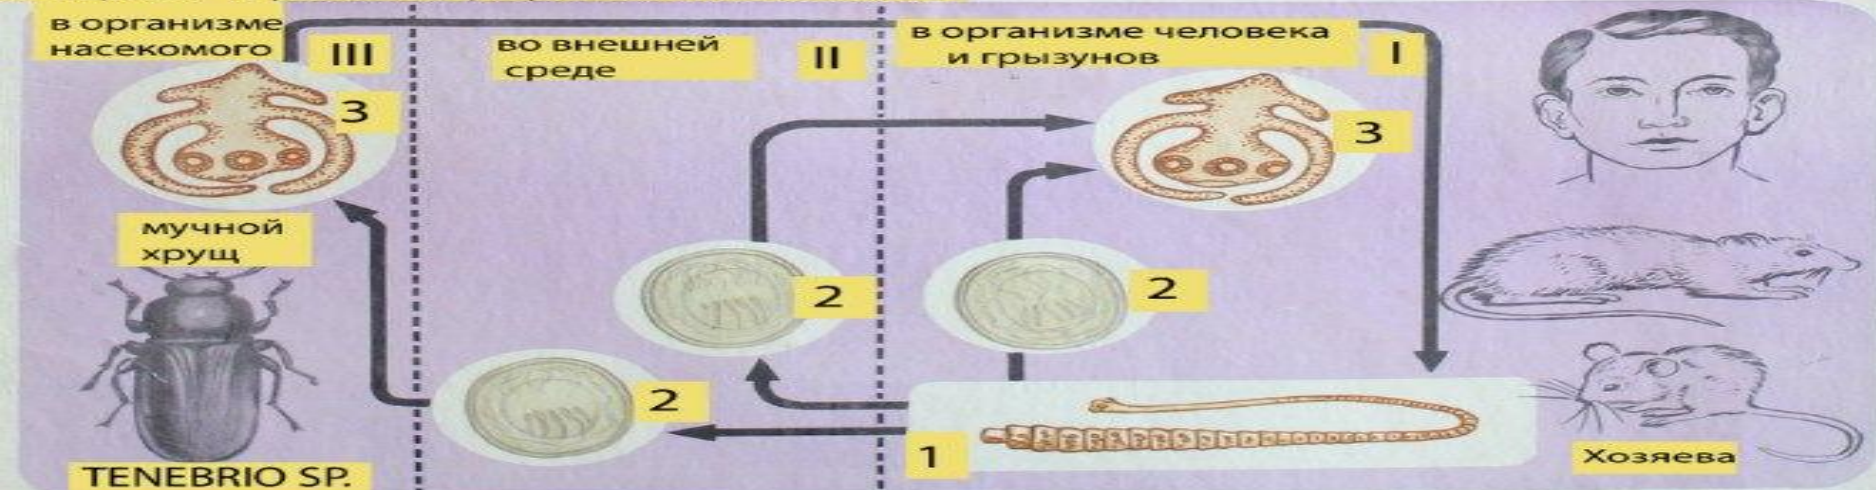 в организме
насекомого
III
во внешней
среде
II
в организме человека
и грызунов
I
3
3
мучной
хрущ
2
2
2
1
TENEBRIO SP.
Хозяева